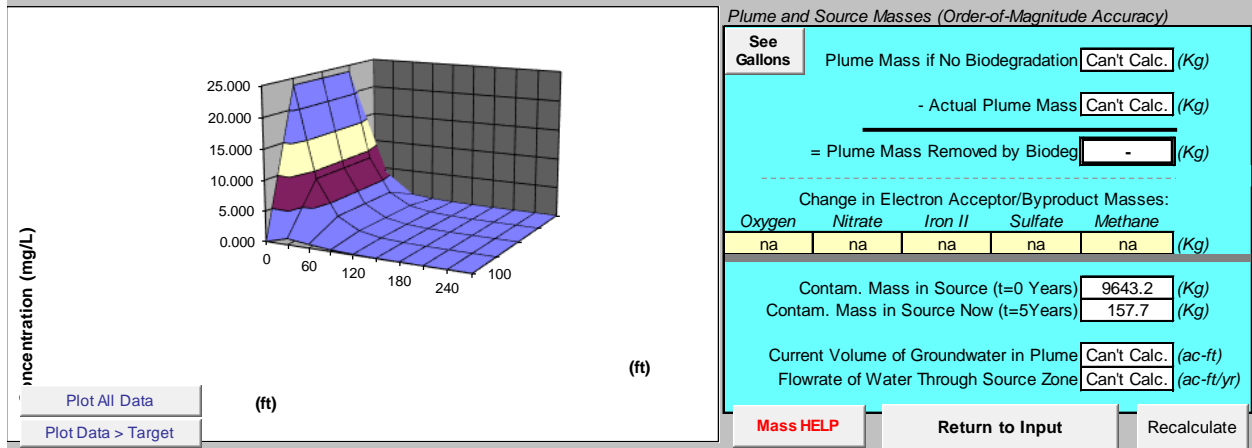 Plume and Source Masses (Order-of-Magnitude Accuracy)
See
Gallons
Plume Mass if No Biodegradation Can't Calc. (Kg)
- Actual Plume Mass Can't Calc. (Kg)
= Plume Mass Removed by Biodeg - (Kg)
Change in Electron Acceptor/Byproduct Masses:
Oxygen Nitrate Iron II Sulfate Methane
na na na na na (Kg)
Contam. Mass in Source (t=0 Years) 9643.2 (Kg)
Contam. Mass in Source Now (t=5Years) 157.7 (Kg)
Current Volume of Groundwater in Plume Can't Calc. (ac-ft)
Flowrate of Water Through Source Zone Can't Calc. (ac-ft/yr)
Mass HELP Return to Input Recalculate
25.000
20.000
15.000
10.000
5.000
0.000
0 60 120 180 240
100
(mg/L)
(ft)
(ft)
Plot All Data
Plot Data > Target